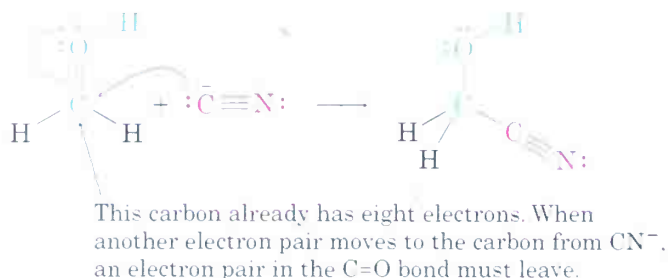 H H
:O :O
C + :C̄≡N: ⟶ C C
H H H N:
H
This carbon already has eight electrons. When
another electron pair moves to the carbon from CN⁻,
an electron pair in the C=O bond must leave.